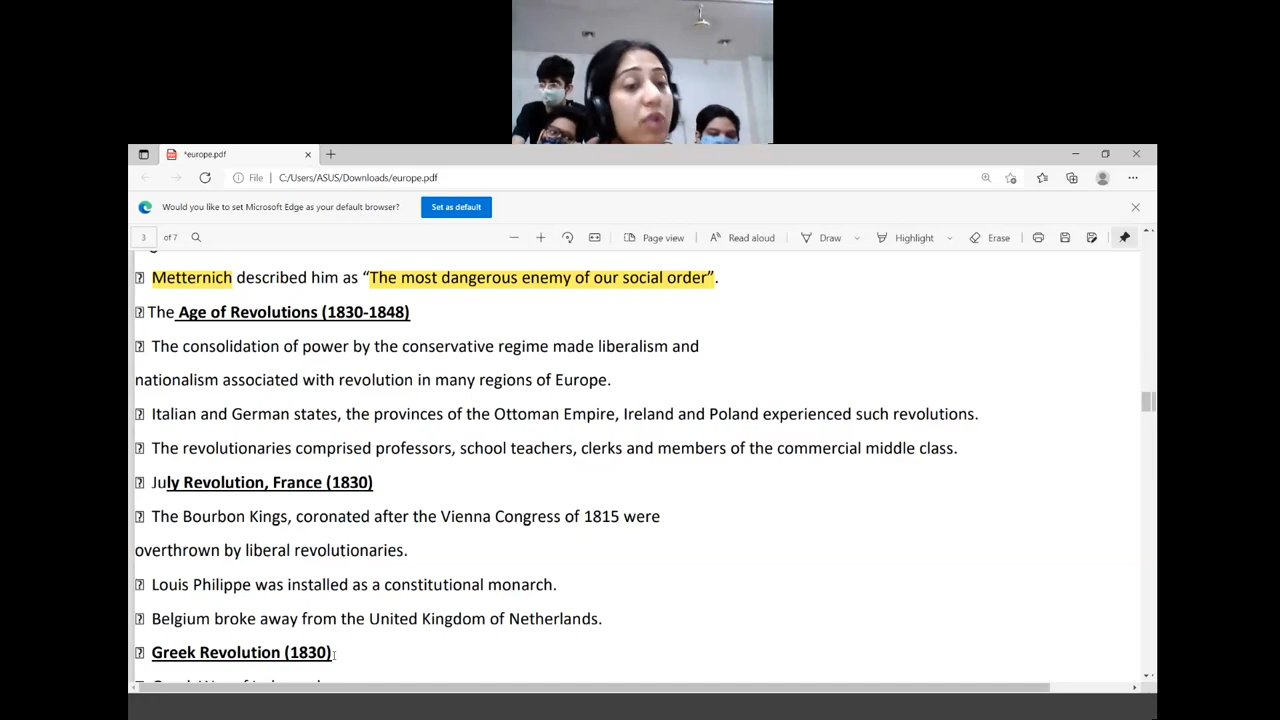 *europe.pdf
File | C:/Users/ASUS/Downloads/europe.pdf
Would you like to set Microsoft Edge as your default browser? Set as default
3 of 7 Page view Read aloud Draw Highlight Erase
Metternich described him as “The most dangerous enemy of our social order”.
The Age of Revolutions (1830-1848)
The consolidation of power by the conservative regime made liberalism and
nationalism associated with revolution in many regions of Europe.
Italian and German states, the provinces of the Ottoman Empire, Ireland and Poland experienced such revolutions.
The revolutionaries comprised professors, school teachers, clerks and members of the commercial middle class.
July Revolution, France (1830)
The Bourbon Kings, coronated after the Vienna Congress of 1815 were
overthrown by liberal revolutionaries.
Louis Philippe was installed as a constitutional monarch.
Belgium broke away from the United Kingdom of Netherlands.
Greek Revolution (1830)